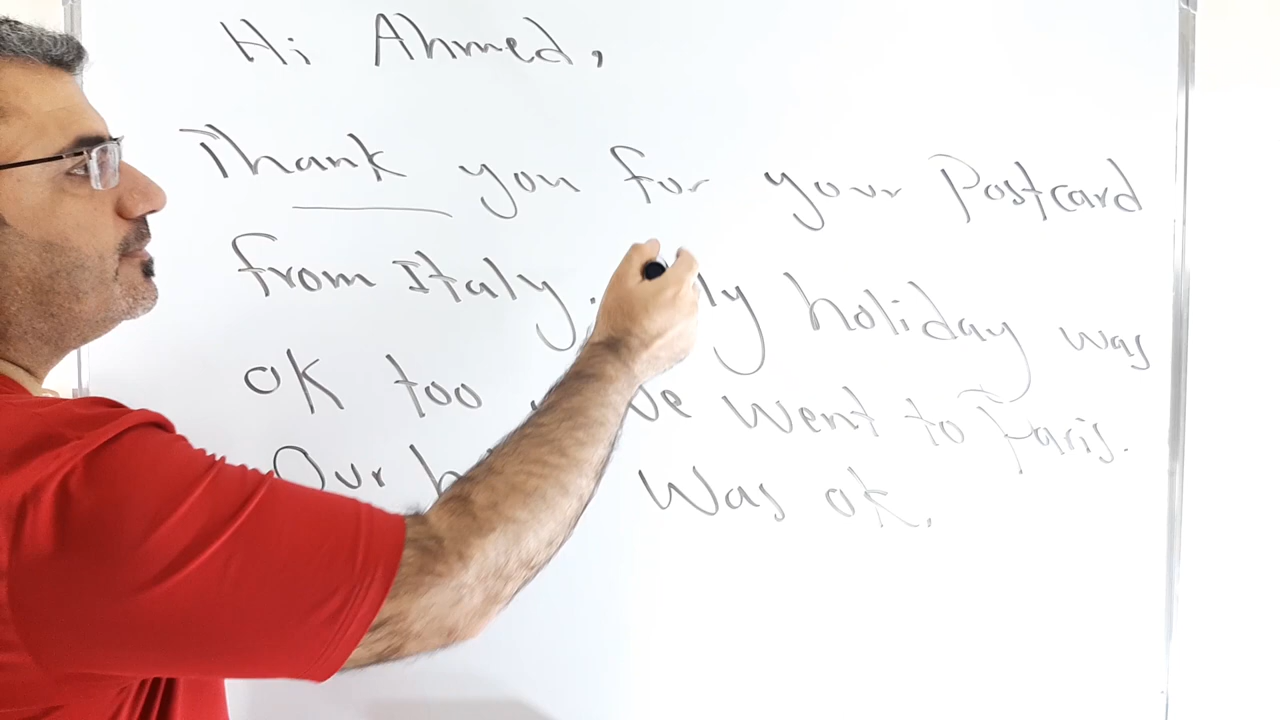 Hi Ahmed,
Thank you for your Postcard
from Italy. My holiday was
OK too. We went to Paris.
Our was ok.